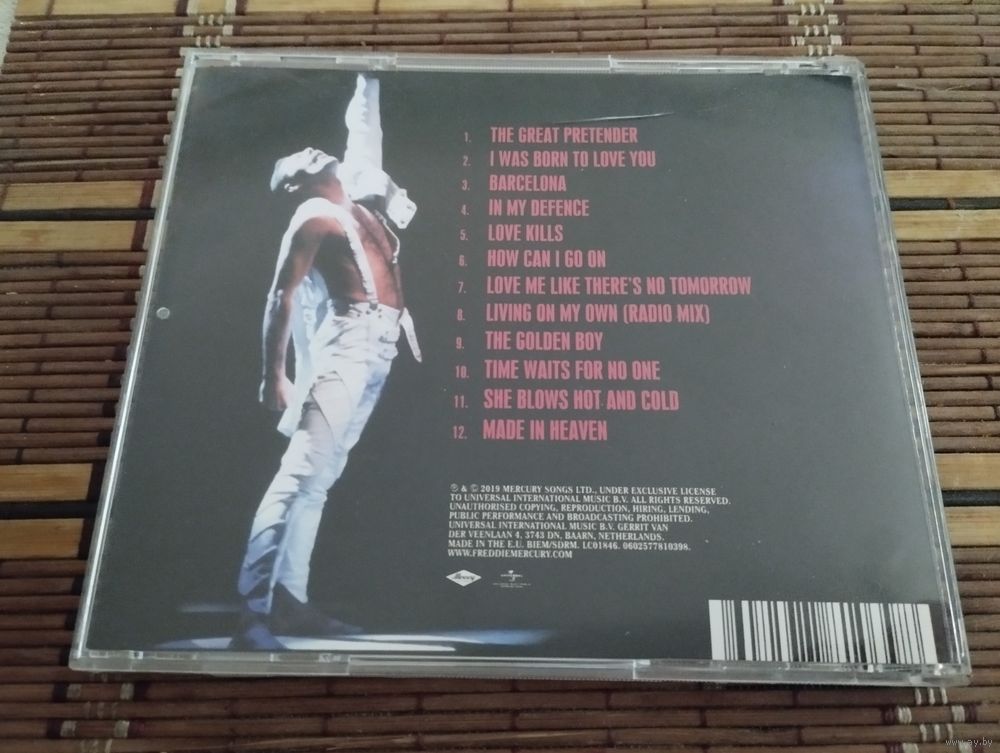 1. THE GREAT PRETENDER
2. I WAS BORN TO LOVE YOU
3. BARCELONA
4. IN MY DEFENCE
5. LOVE KILLS
6. HOW CAN I GO ON
7. LOVE ME LIKE THERE'S NO TOMORROW
8. LIVING ON MY OWN (RADIO MIX)
9. THE GOLDEN BOY
10. TIME WAITS FOR NO ONE
11. SHE BLOWS HOT AND COLD
12. MADE IN HEAVEN
℗ & © 2019 MERCURY SONGS LTD., UNDER EXCLUSIVE LICENSE
TO UNIVERSAL INTERNATIONAL MUSIC B.V. ALL RIGHTS RESERVED.
UNAUTHORISED COPYING, REPRODUCTION, HIRING, LENDING,
PUBLIC PERFORMANCE AND BROADCASTING PROHIBITED.
UNIVERSAL INTERNATIONAL MUSIC B.V. GERRIT VAN
DER VEENLAAN 4, 3743 DN, BAARN, NETHERLANDS.
MADE IN THE E.U. BIEM/SDRM. LC01846. 0602577810398.
WWW.FREDDIEMERCURY.COM
Mercury
UNIVERSAL
www.ay.by